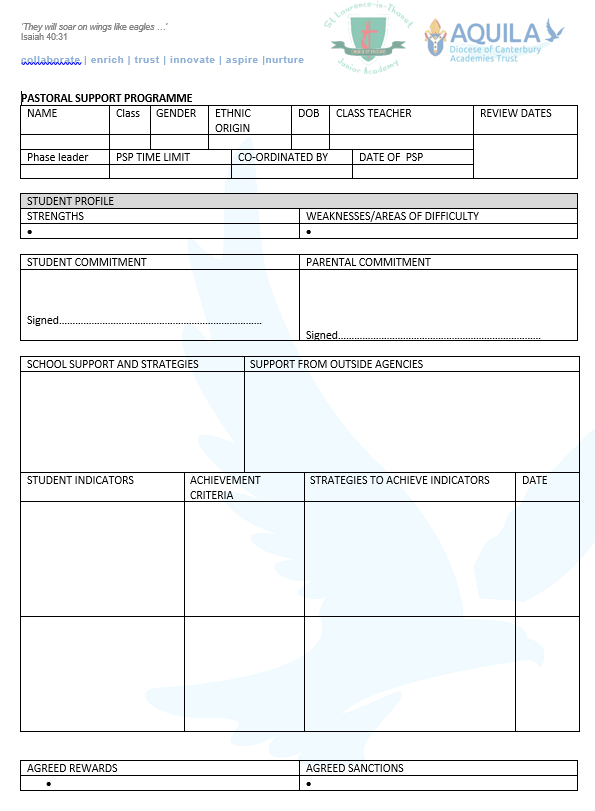 'They will soar on wings like eagles …'
Isaiah 40:31
collaborate | enrich | trust | innovate | aspire |nurture
St Laurence-in-Thanet
Junior Academy
AQUILA
Diocese of Canterbury
Academies Trust
PASTORAL SUPPORT PROGRAMME
NAME Class GENDER ETHNIC ORIGIN DOB CLASS TEACHER REVIEW DATES
Phase leader PSP TIME LIMIT CO-ORDINATED BY DATE OF PSP
STUDENT PROFILE
STRENGTHS WEAKNESSES/AREAS OF DIFFICULTY
• •
STUDENT COMMITMENT PARENTAL COMMITMENT
Signed……………………………………………………………
Signed……………………………………………………………
SCHOOL SUPPORT AND STRATEGIES SUPPORT FROM OUTSIDE AGENCIES
STUDENT INDICATORS ACHIEVEMENT CRITERIA STRATEGIES TO ACHIEVE INDICATORS DATE
AGREED REWARDS AGREED SANCTIONS
• •